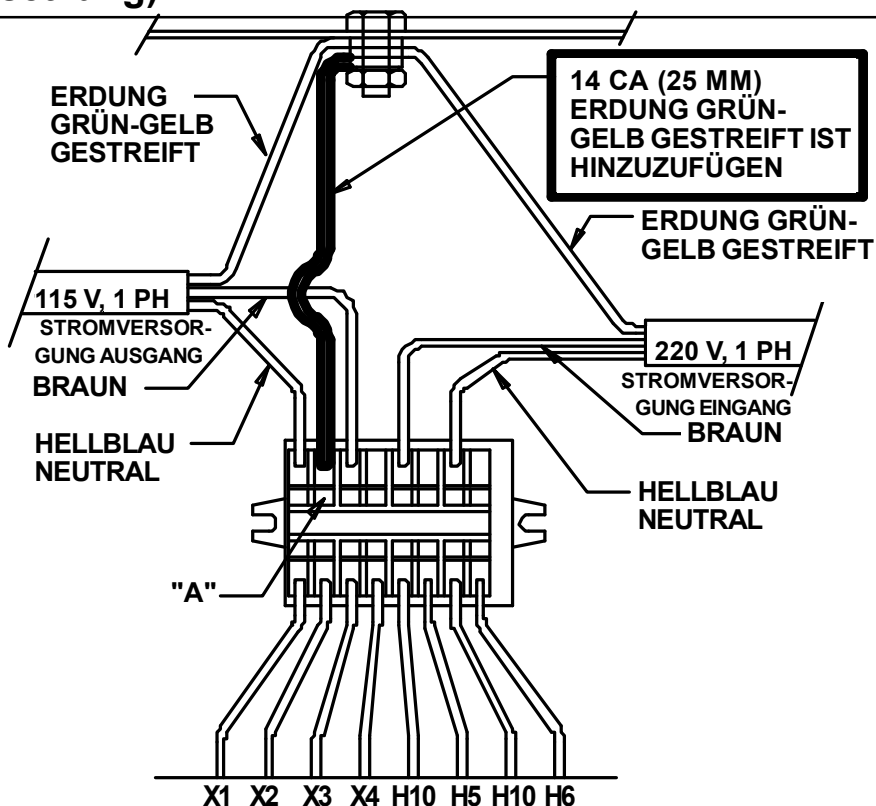 14 CA (25 MM)
ERDUNG GRÜN-
GELB GESTREIFT IST
HINZUZUFÜGEN
ERDUNG
GRÜN-GELB
GESTREIFT
ERDUNG GRÜN-
GELB GESTREIFT
115 V, 1 PH
STROMVERSOR-
GUNG AUSGANG
BRAUN
HELLBLAU
NEUTRAL
220 V, 1 PH
STROMVERSOR-
GUNG EINGANG
BRAUN
HELLBLAU
NEUTRAL
"A"
X1 X2 X3 X4 H10 H5 H10 H6